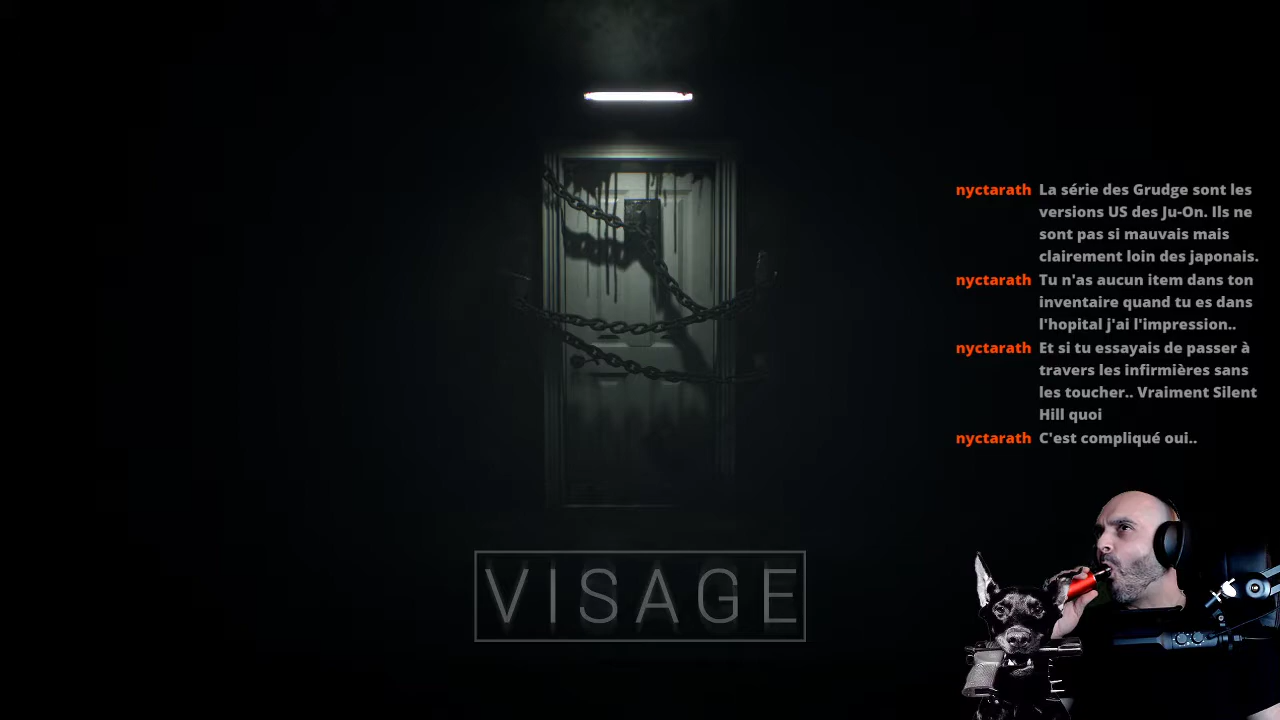 nyctarath La série des Grudge sont les
versions US des Ju-On. Ils ne
sont pas si mauvais mais
clairement loin des japonais.
nyctarath Tu n'as aucun item dans ton
inventaire quand tu es dans
l'hopital j'ai l'impression..
nyctarath Et si tu essayais de passer à
travers les infirmières sans
les toucher.. Vraiment Silent
Hill quoi
nyctarath C'est compliqué oui..
VISAGE